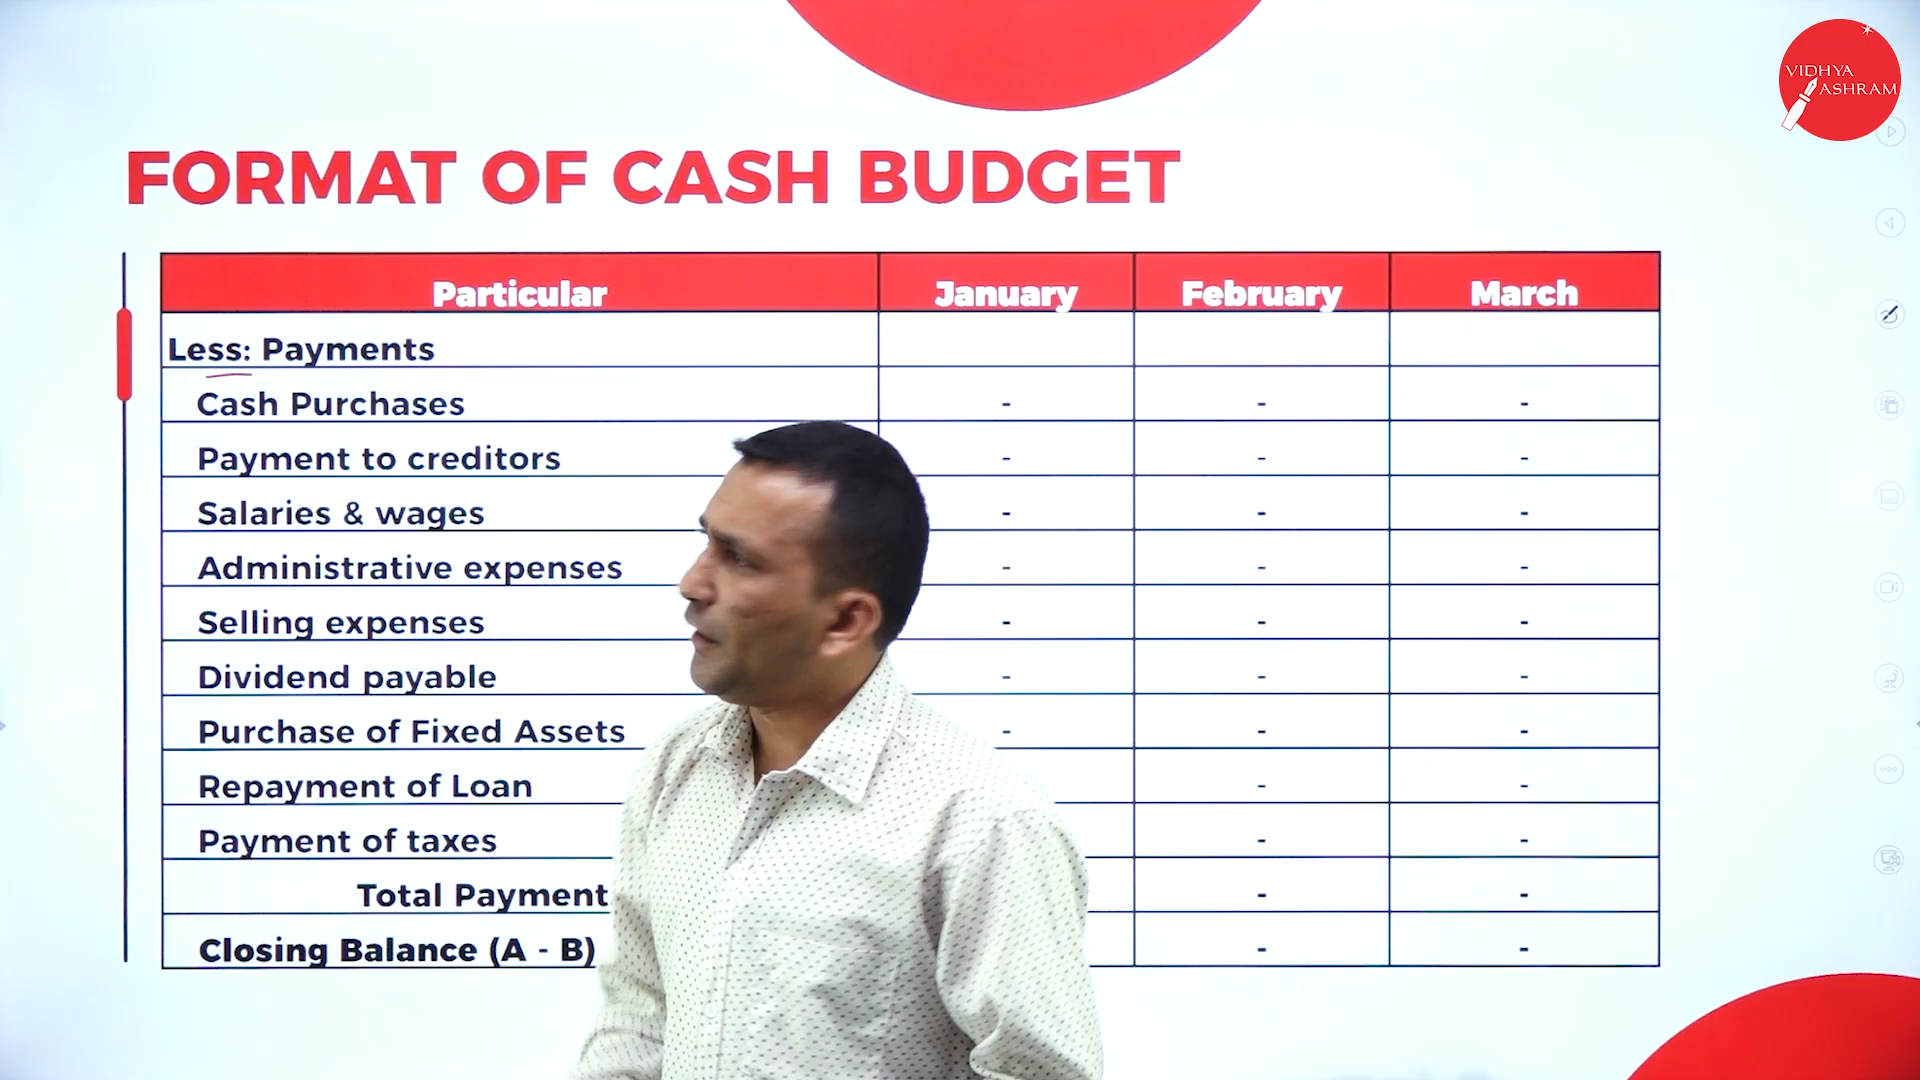 VIDHYA
ASHRAM
FORMAT OF CASH BUDGET
Particular January February March
Less: Payments
Cash Purchases - - -
Payment to creditors - - -
Salaries & wages - - -
Administrative expenses - - -
Selling expenses - - -
Dividend payable - - -
Purchase of Fixed Assets - - -
Repayment of Loan - -
Payment of taxes - -
Total Payment - -
Closing Balance (A - B) - -